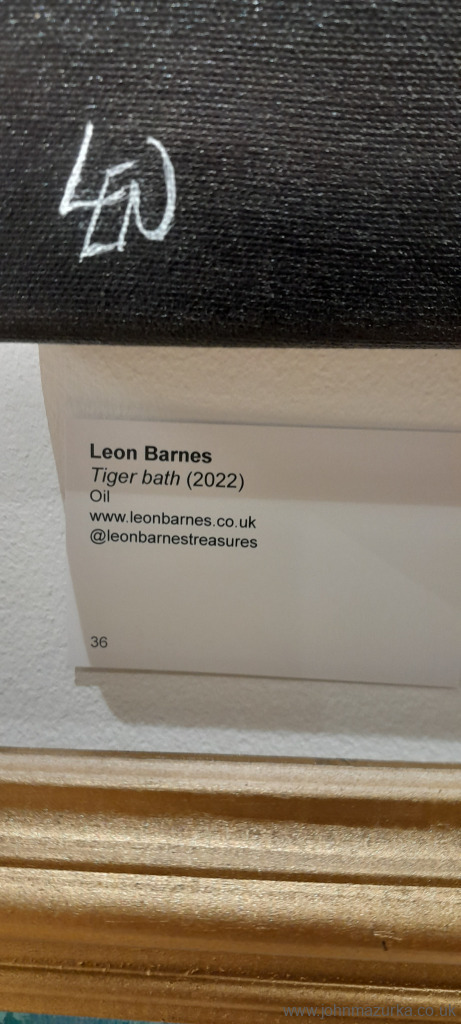 LEN
Leon Barnes
Tiger bath (2022)
Oil
www.leonbarnes.co.uk
@leonbarnestreasures
36
www.johnmazurka.co.uk